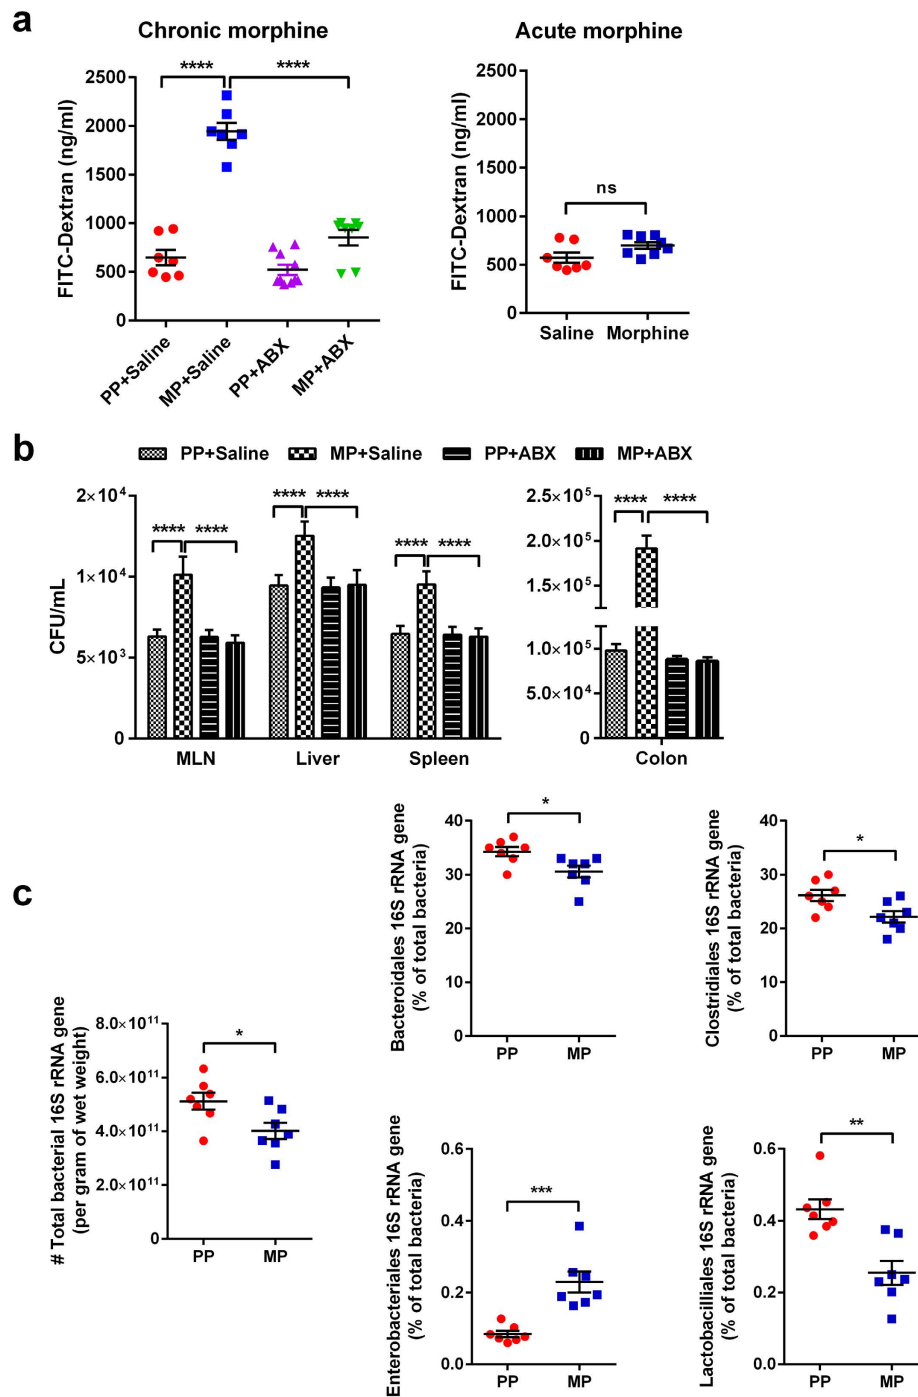 a
Chronic morphine
FITC-Dextran (ng/ml)
2500
2000
1500
1000
500
0
****
****
PP+Saline
MP+Saline
PP+ABX
MP+ABX
Acute morphine
FITC-Dextran (ng/ml)
2500
2000
1500
1000
500
0
ns
Saline
Morphine
b
PP+Saline
MP+Saline
PP+ABX
MP+ABX
CFU/mL
2×10⁴
1×10⁴
5×10³
0
**** ****
**** ****
**** ****
MLN
Liver
Spleen
2.5×10⁵
2.0×10⁵
1.5×10⁵
1.0×10⁵
5.0×10⁴
0
**** ****
Colon
c
# Total bacterial 16S rRNA gene
(per gram of wet weight)
8.0×10¹¹
6.0×10¹¹
4.0×10¹¹
2.0×10¹¹
0
*
PP
MP
Bacteroidales 16S rRNA gene
(% of total bacteria)
40
30
20
10
0
*
PP
MP
Clostridiales 16S rRNA gene
(% of total bacteria)
40
30
20
10
0
*
PP
MP
Enterobacteriales 16S rRNA gene
(% of total bacteria)
0.6
0.4
0.2
0.0
***
PP
MP
Lactobacilliales 16S rRNA gene
(% of total bacteria)
0.6
0.4
0.2
0.0
**
PP
MP